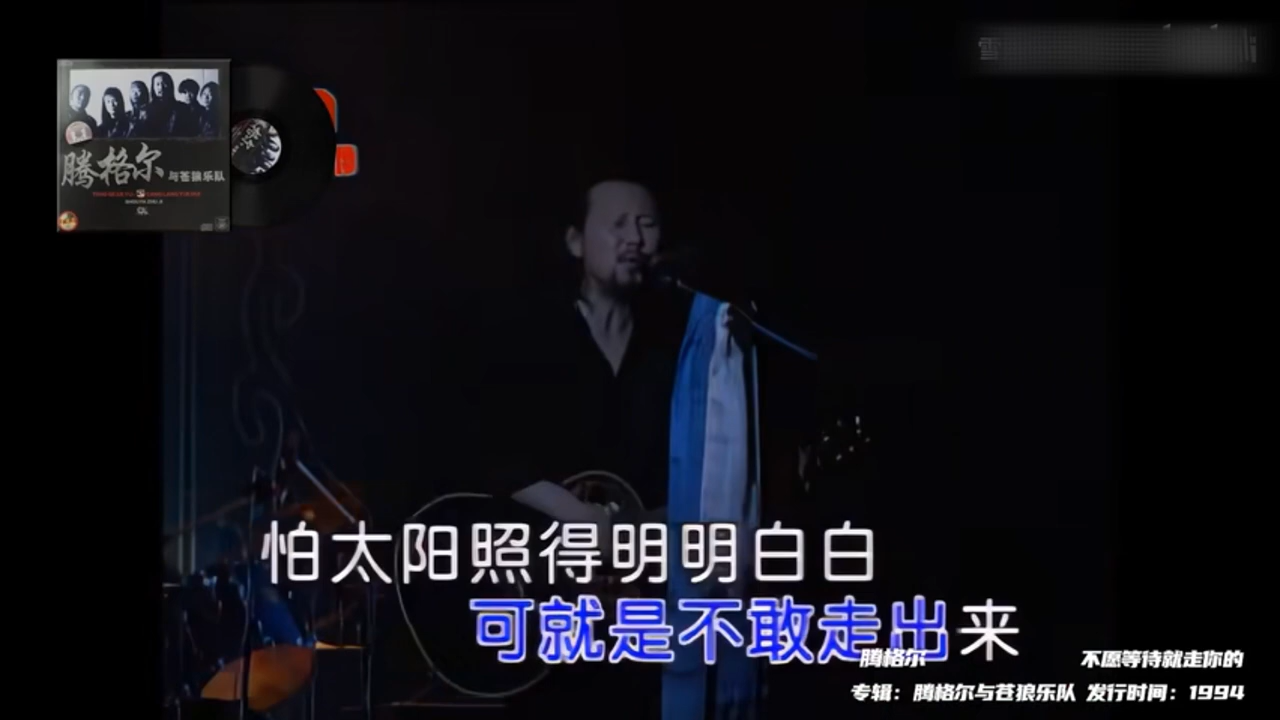 腾格尔 与苍狼乐队
怕太阳照得明明白白
可就是不敢走出来
腾格尔 不愿等待就走你的
专辑：腾格尔与苍狼乐队 发行时间：1994